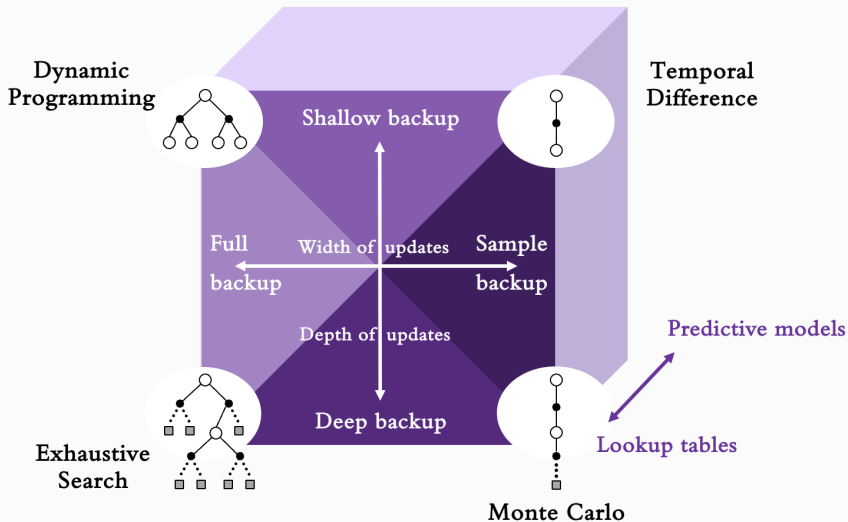 Dynamic
Programming
Temporal
Difference
Shallow backup
Full
backup
Width of updates
Sample
backup
Depth of updates
Predictive models
Deep backup
Lookup tables
Exhaustive
Search
Monte Carlo